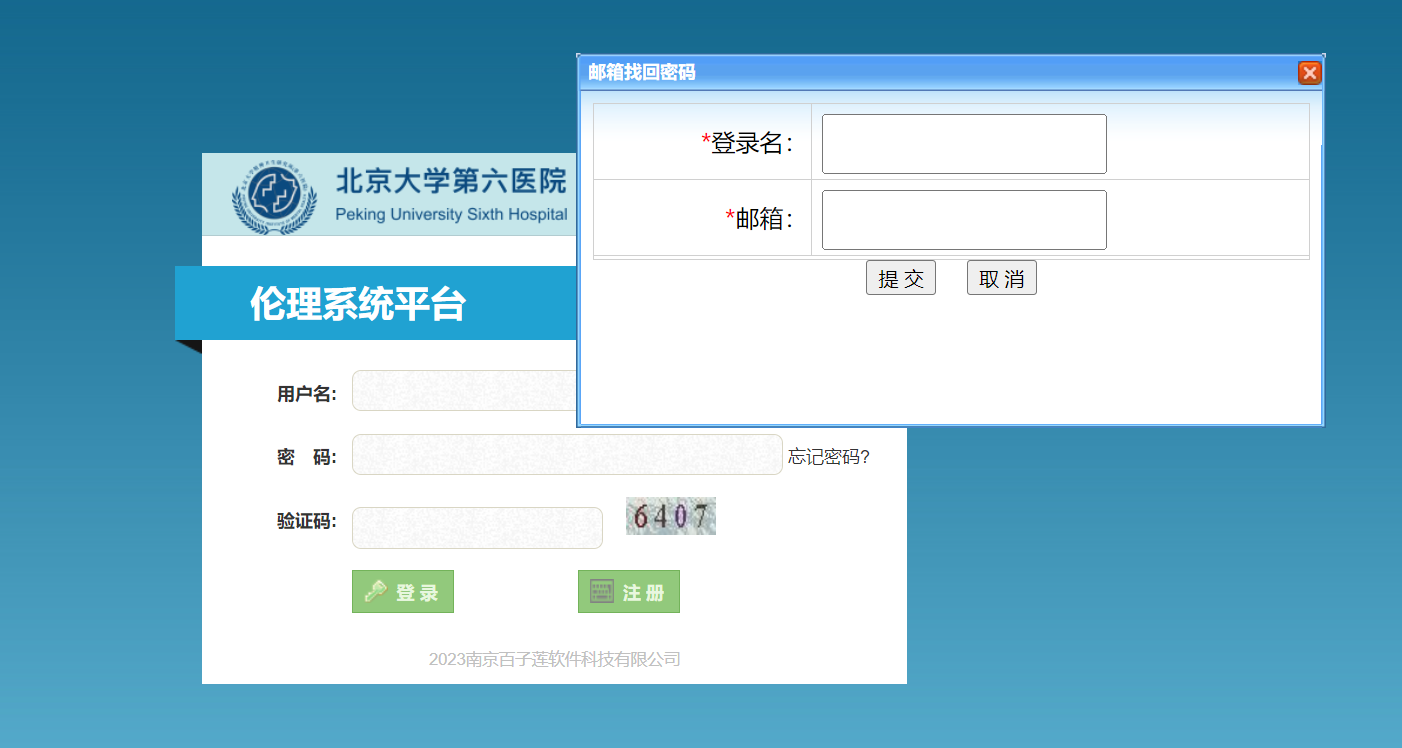 邮箱找回密码
*登录名：
*邮箱：
提 交 取 消
北京大学第六医院
Peking University Sixth Hospital
伦理系统平台
用户名:
密 码: 忘记密码?
验证码: 6407
登 录 注 册
2023南京百子莲软件科技有限公司